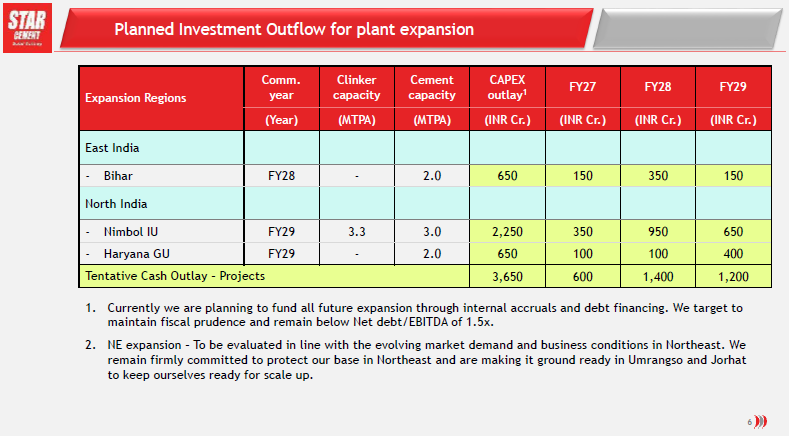 STAR
CEMENT
Planned Investment Outflow for plant expansion
Expansion Regions | Comm. year | Clinker capacity | Cement capacity | CAPEX outlay1 | FY27 | FY28 | FY29
(Year) | (MTPA) | (MTPA) | (INR Cr.) | (INR Cr.) | (INR Cr.) | (INR Cr.)
East India
- Bihar | FY28 | - | 2.0 | 650 | 150 | 350 | 150
North India
- Nimbol IU | FY29 | 3.3 | 3.0 | 2,250 | 350 | 950 | 650
- Haryana GU | FY29 | - | 2.0 | 650 | 100 | 100 | 400
Tentative Cash Outlay – Projects | 3,650 | 600 | 1,400 | 1,200
1. Currently we are planning to fund all future expansion through internal accruals and debt financing. We target to
maintain fiscal prudence and remain below Net debt/EBITDA of 1.5x.
2. NE expansion – To be evaluated in line with the evolving market demand and business conditions in Northeast. We
remain firmly committed to protect our base in Northeast and are making it ground ready in Umrangso and Jorhat
to keep ourselves ready for scale up.
6